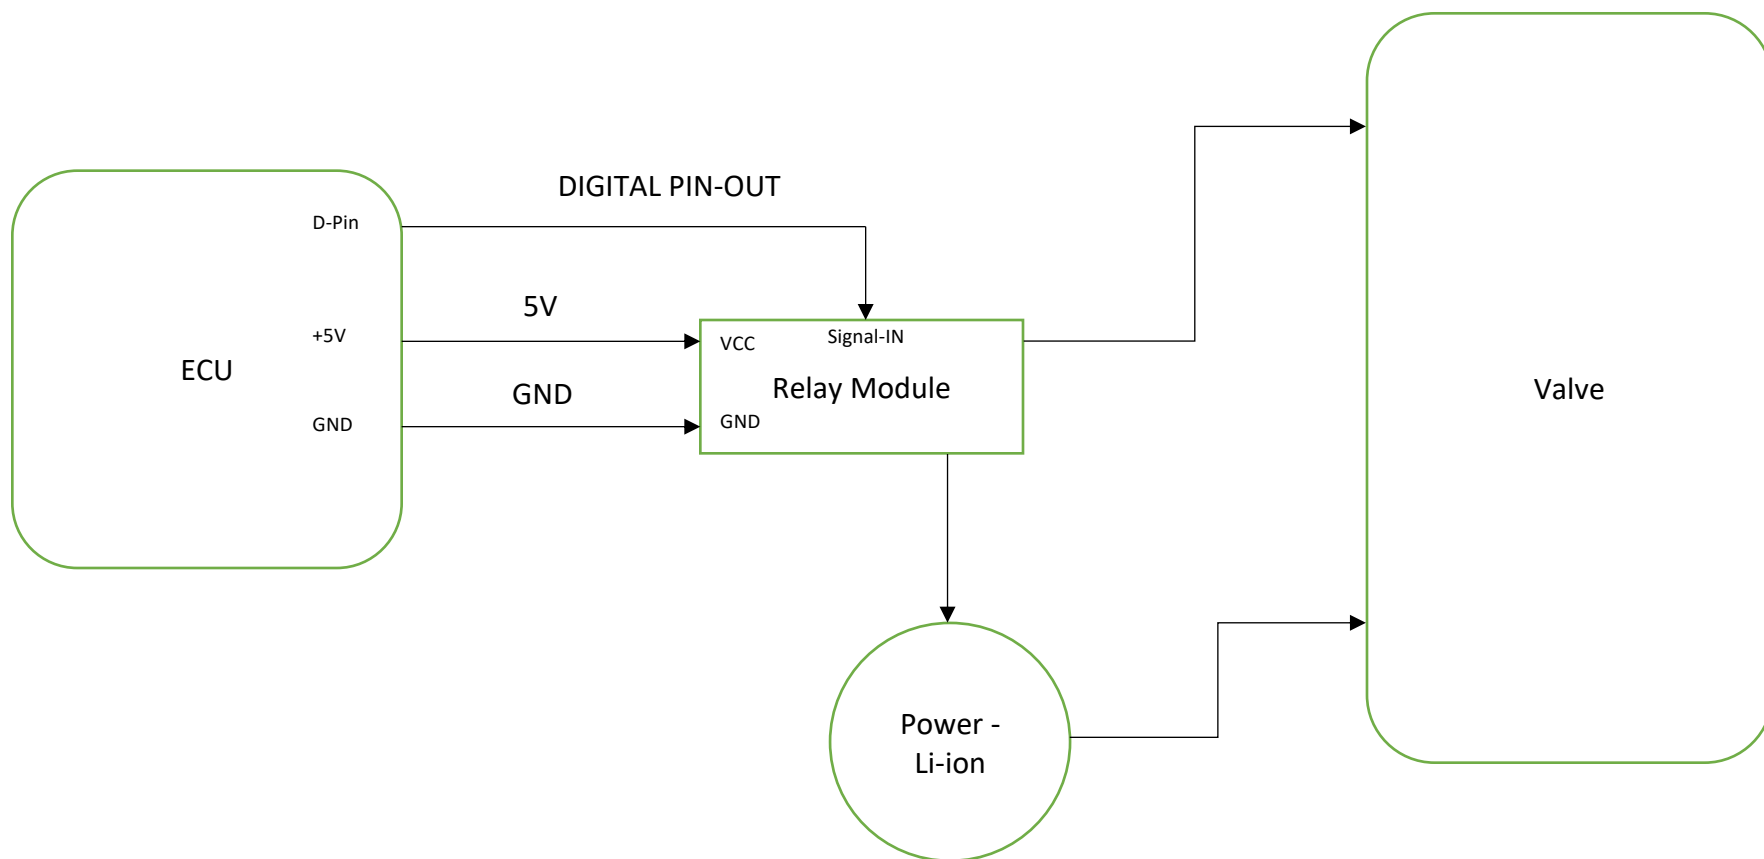 DIGITAL PIN-OUT
D-Pin
5V
+5V
GND
GND
ECU
VCC
Signal-IN
Relay Module
GND
Valve
Power -
Li-ion